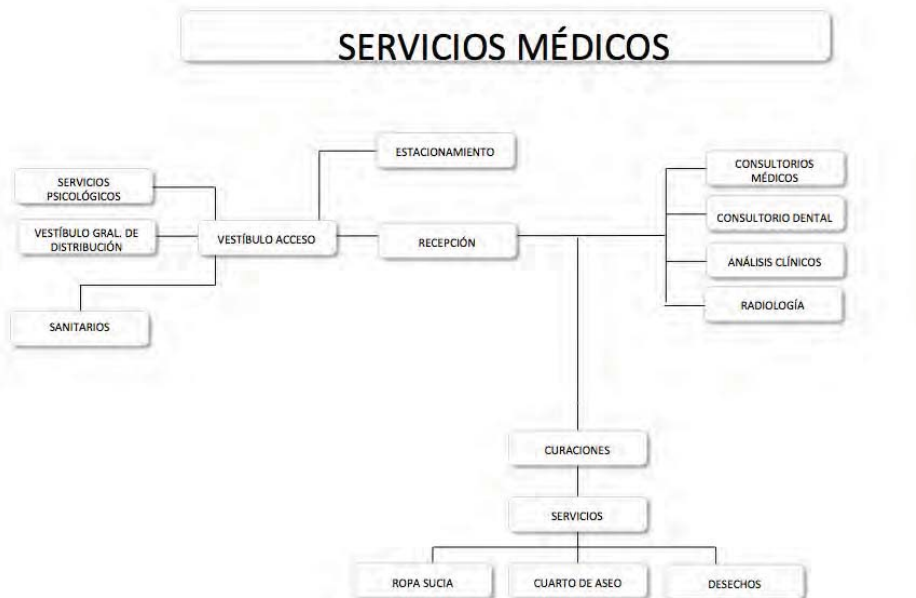 SERVICIOS MÉDICOS
ESTACIONAMIENTO
SERVICIOS
PSICOLÓGICOS
VESTÍBULO GRAL. DE
DISTRIBUCIÓN
VESTÍBULO ACCESO
RECEPCIÓN
SANITARIOS
CONSULTORIOS
MÉDICOS
CONSULTORIO DENTAL
ANÁLISIS CLÍNICOS
RADIOLOGÍA
CURACIONES
SERVICIOS
ROPA SUCIA
CUARTO DE ASEO
DESECHOS